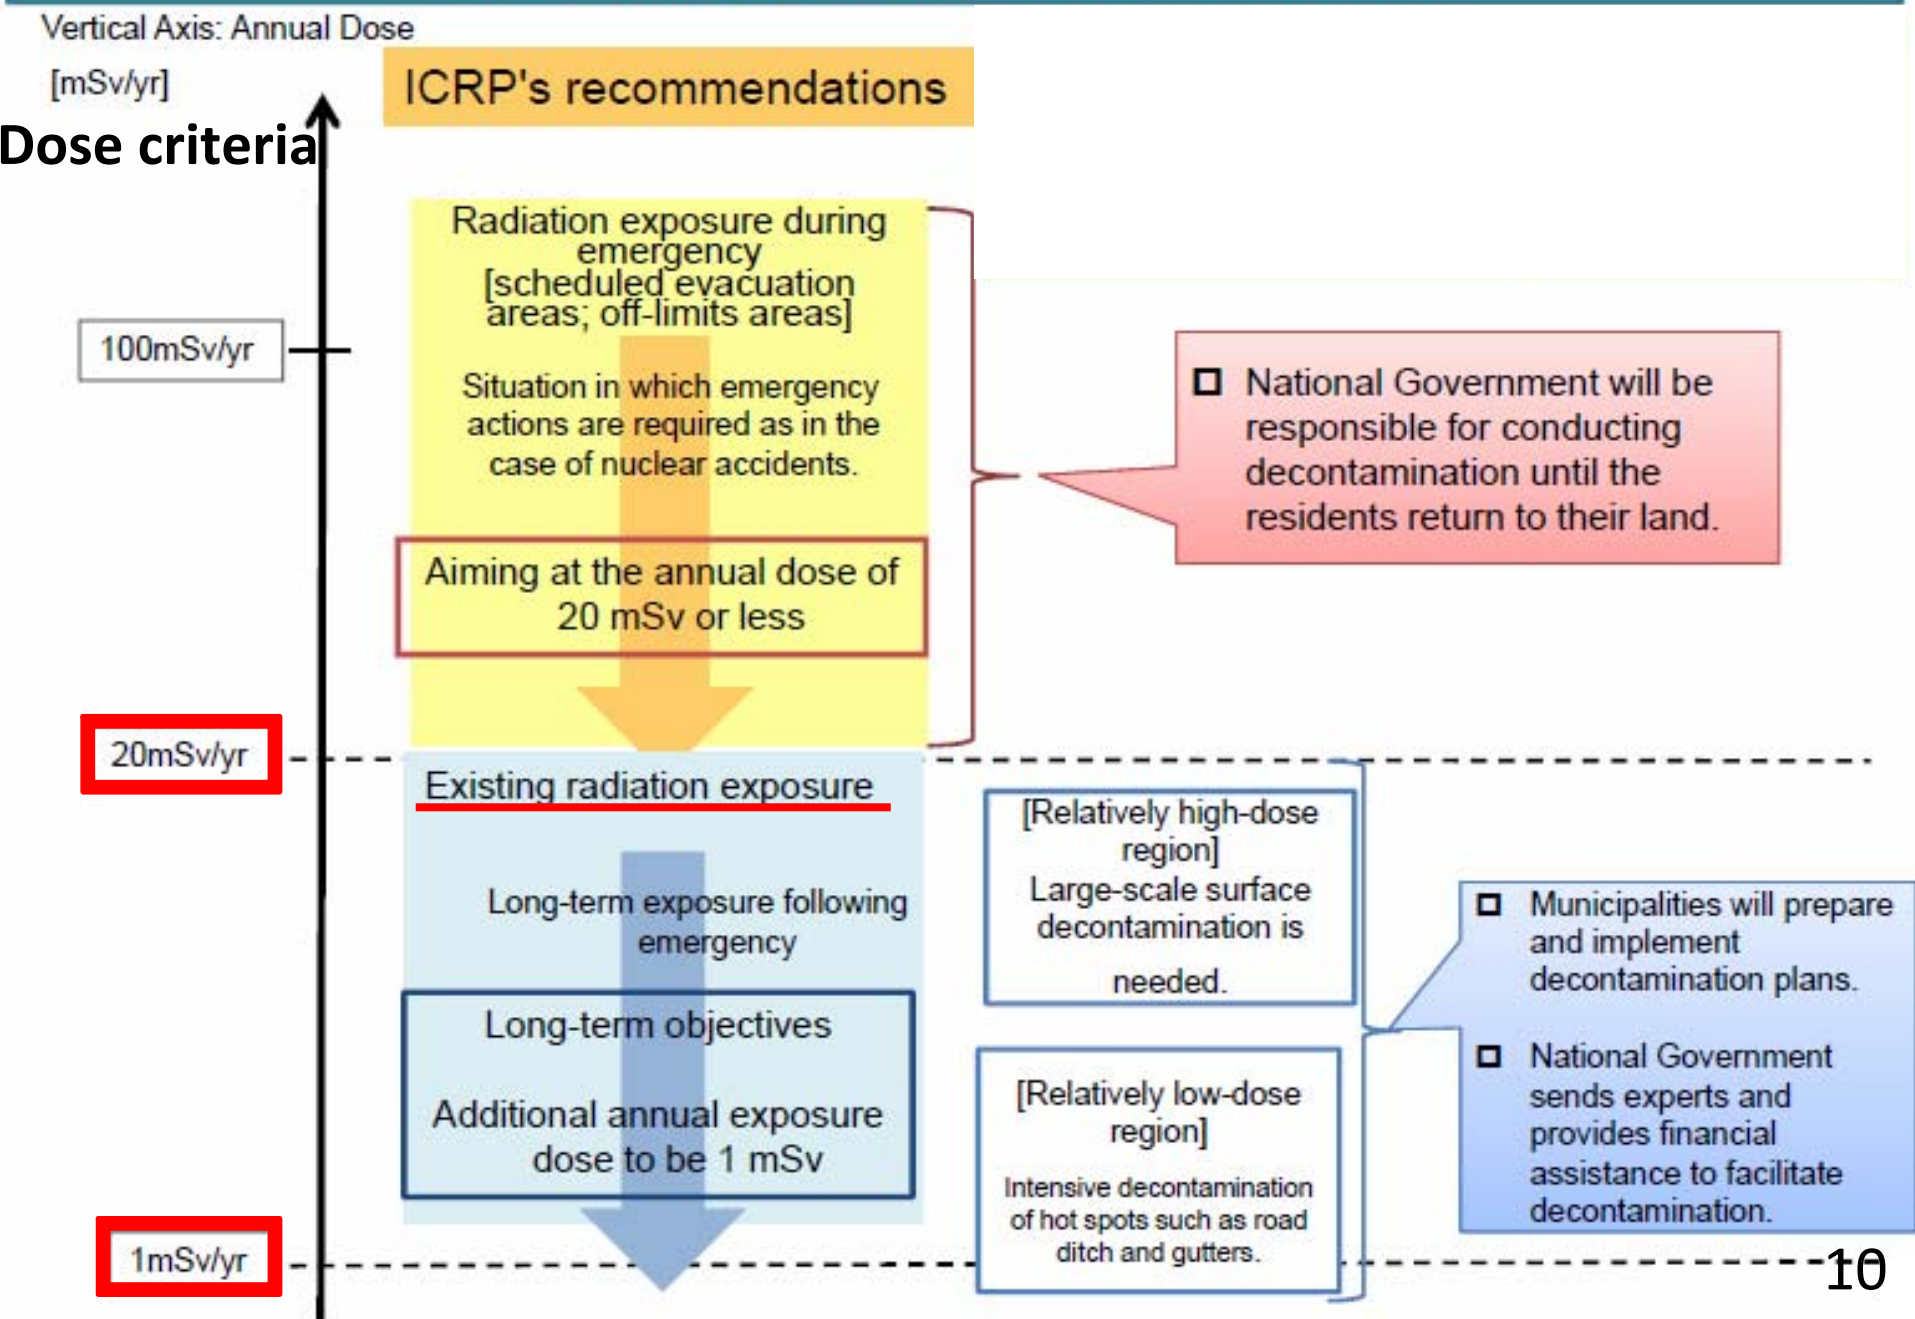 Vertical Axis: Annual Dose
[mSv/yr]
Dose criteria
ICRP's recommendations
Radiation exposure during
emergency
[scheduled evacuation
areas; off-limits areas]
100mSv/yr
Situation in which emergency
actions are required as in the
case of nuclear accidents.
National Government will be
responsible for conducting
decontamination until the
residents return to their land.
Aiming at the annual dose of
20 mSv or less
20mSv/yr
Existing radiation exposure
Long-term exposure following
emergency
Long-term objectives
Additional annual exposure
dose to be 1 mSv
[Relatively high-dose
region]
Large-scale surface
decontamination is
needed.
[Relatively low-dose
region]
Intensive decontamination
of hot spots such as road
ditch and gutters.
Municipalities will prepare
and implement
decontamination plans.
National Government
sends experts and
provides financial
assistance to facilitate
decontamination.
1mSv/yr
10